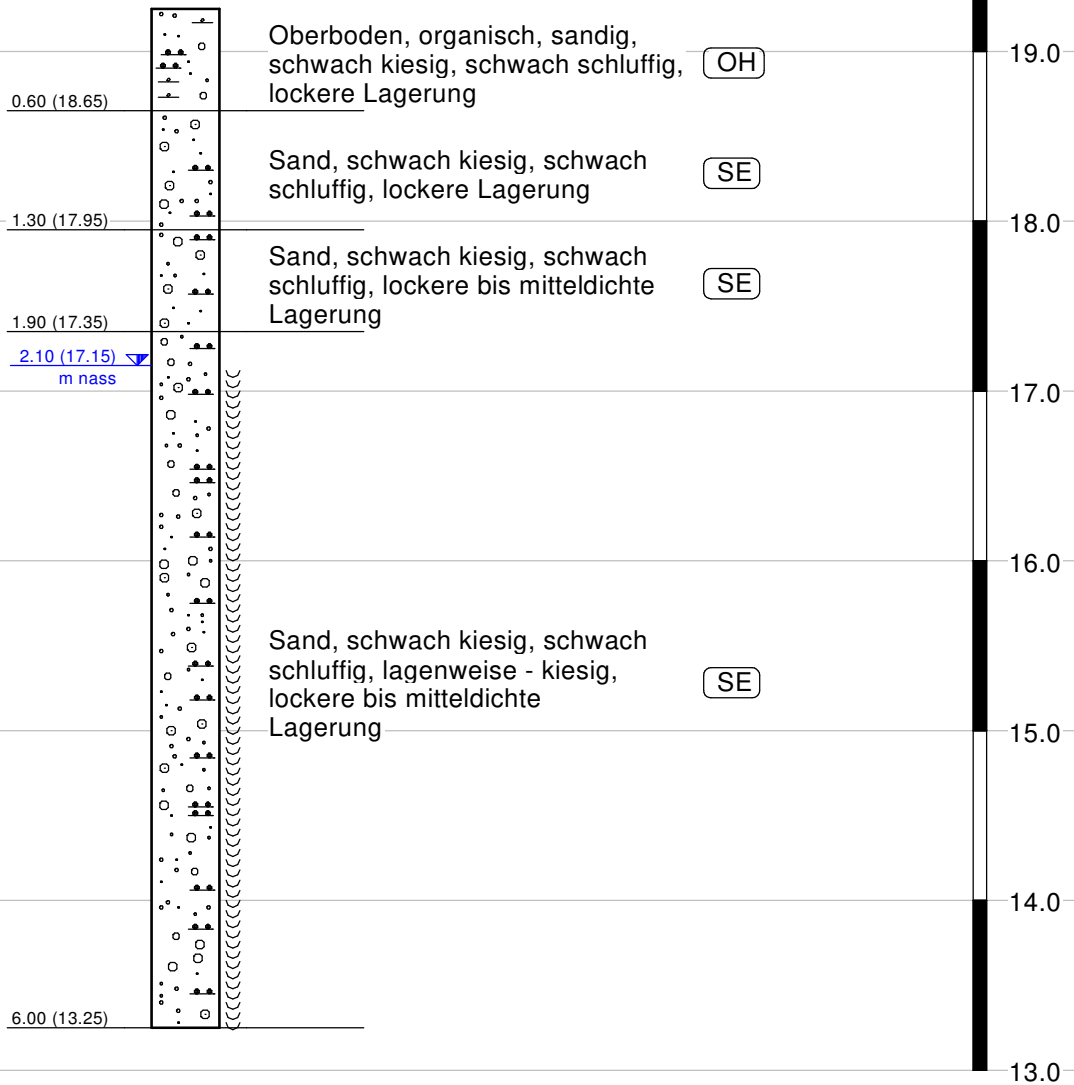 Oberboden, organisch, sandig,
schwach kiesig, schwach schluffig,
lockere Lagerung
OH
19.0
0.60 (18.65)
Sand, schwach kiesig, schwach
schluffig, lockere Lagerung
SE
1.30 (17.95)
18.0
Sand, schwach kiesig, schwach
schluffig, lockere bis mitteldichte
Lagerung
SE
1.90 (17.35)
2.10 (17.15)
m nass
17.0
16.0
Sand, schwach kiesig, schwach
schluffig, lagenweise - kiesig,
lockere bis mitteldichte
Lagerung
SE
15.0
14.0
6.00 (13.25)
13.0